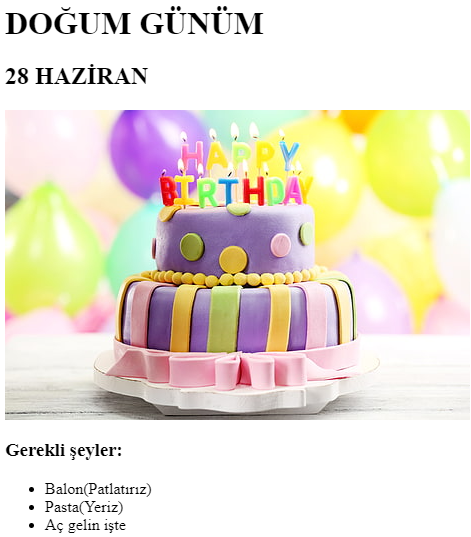 DOĞUM GÜNÜM
28 HAZİRAN
HAPPY
BIRTHDAY
Gerekli şeyler:
Balon(Patlatırız)
Pasta(Yeriz)
Aç gelin işte